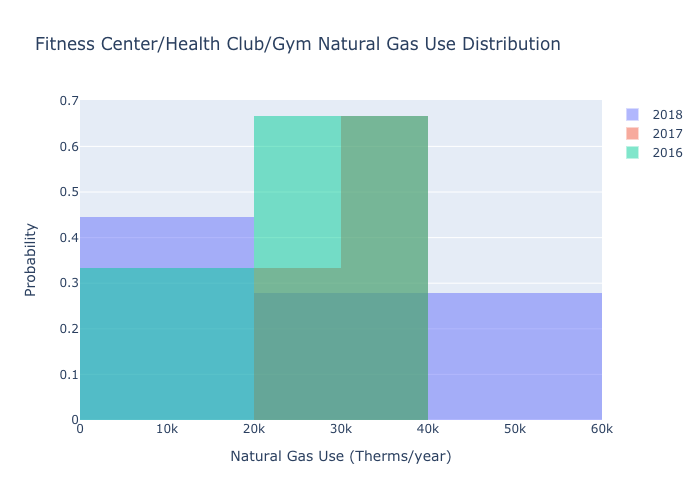 Fitness Center/Health Club/Gym Natural Gas Use Distribution
0.7
0.6
0.5
0.4
0.3
0.2
0.1
0
Probability
0 10k 20k 30k 40k 50k 60k
Natural Gas Use (Therms/year)
2018
2017
2016